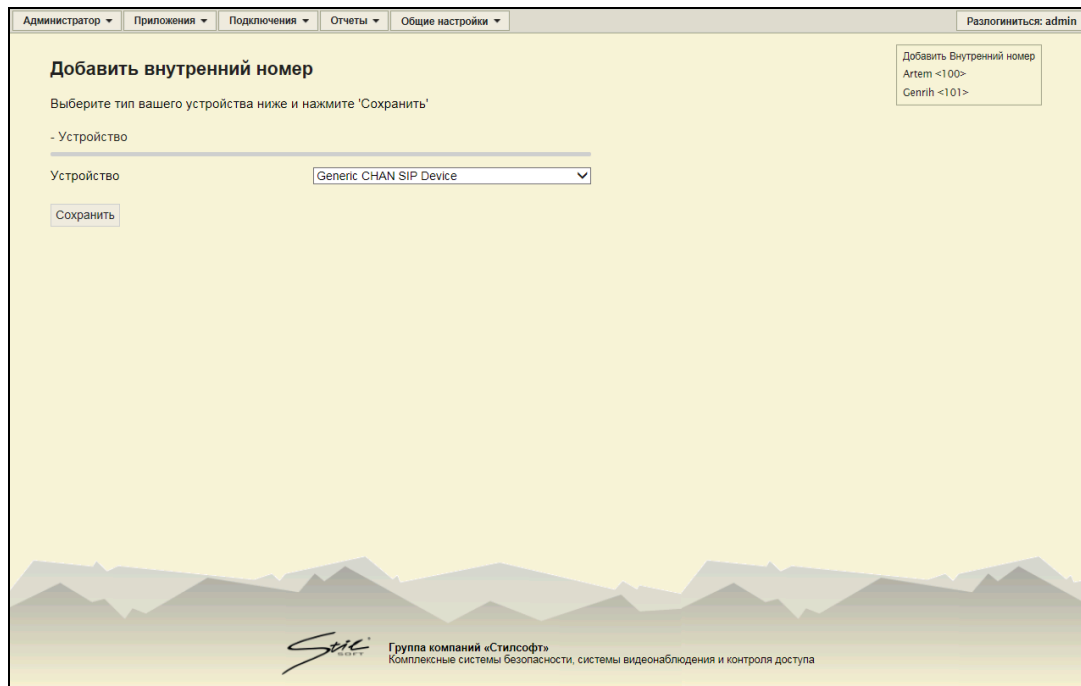 Администратор Приложения Подключения Отчеты Общие настройки Разлогиниться: admin
Добавить Внутренний номер
Artem <100>
Genrih <101>
Добавить внутренний номер
Выберите тип вашего устройства ниже и нажмите 'Сохранить'
- Устройство
Устройство Generic CHAN SIP Device
Сохранить
Stil SOFT
Группа компаний «Стилсофт»
Комплексные системы безопасности, системы видеонаблюдения и контроля доступа